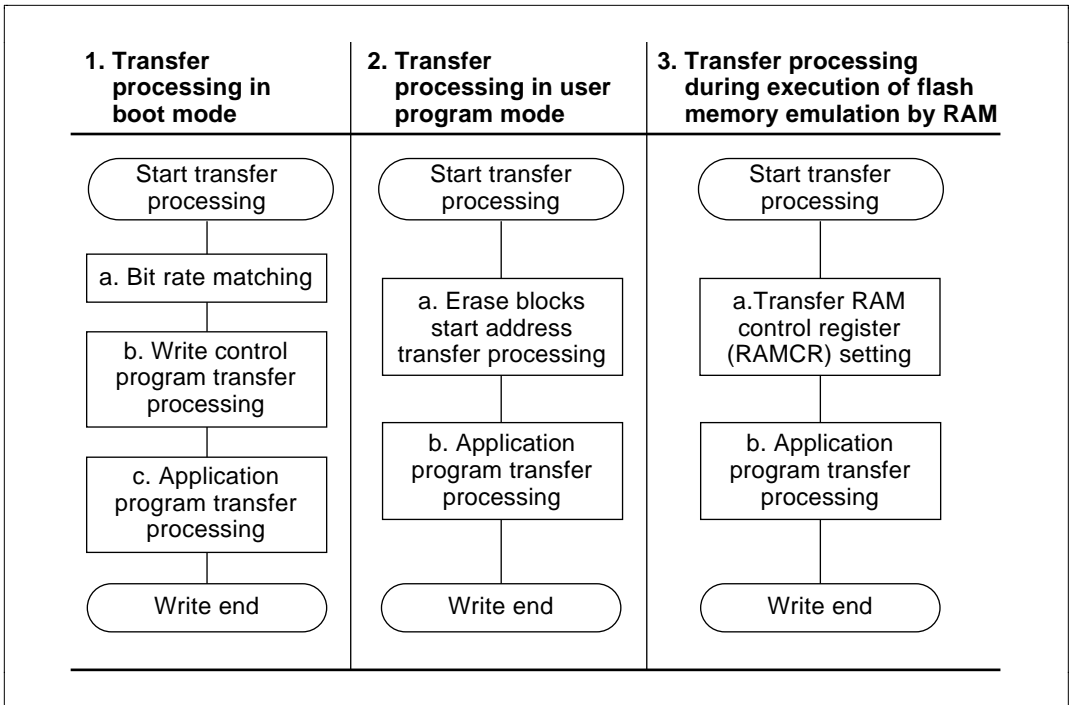 1. Transfer
processing in
boot mode
Start transfer
processing
a. Bit rate matching
b. Write control
program transfer
processing
c. Application
program transfer
processing
Write end
2. Transfer
processing in user
program mode
Start transfer
processing
a. Erase blocks
start address
transfer processing
b. Application
program transfer
processing
Write end
3. Transfer processing
during execution of flash
memory emulation by RAM
Start transfer
processing
a.Transfer RAM
control register
(RAMCR) setting
b. Application
program transfer
processing
Write end